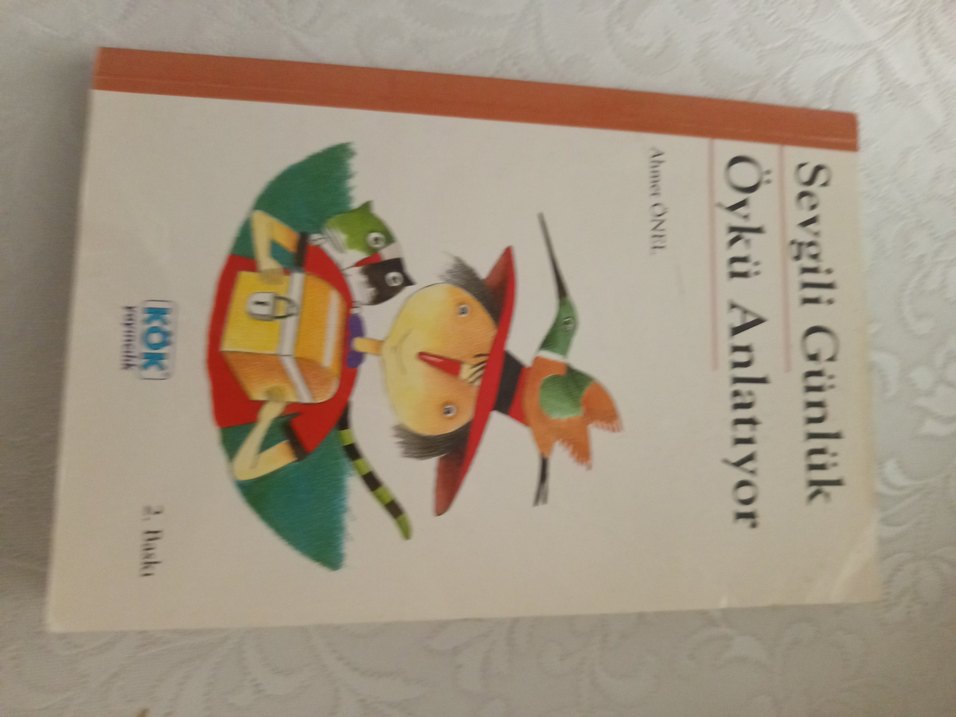 Sevgili Günlük
Öykü Anlatıyor
Ahmet ÖNEL
KÖK
yayıncılık
2. Baskı